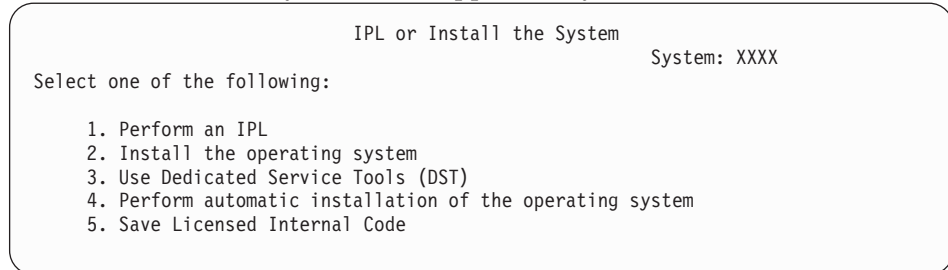 IPL or Install the System
System: XXXX
Select one of the following:
1. Perform an IPL
2. Install the operating system
3. Use Dedicated Service Tools (DST)
4. Perform automatic installation of the operating system
5. Save Licensed Internal Code